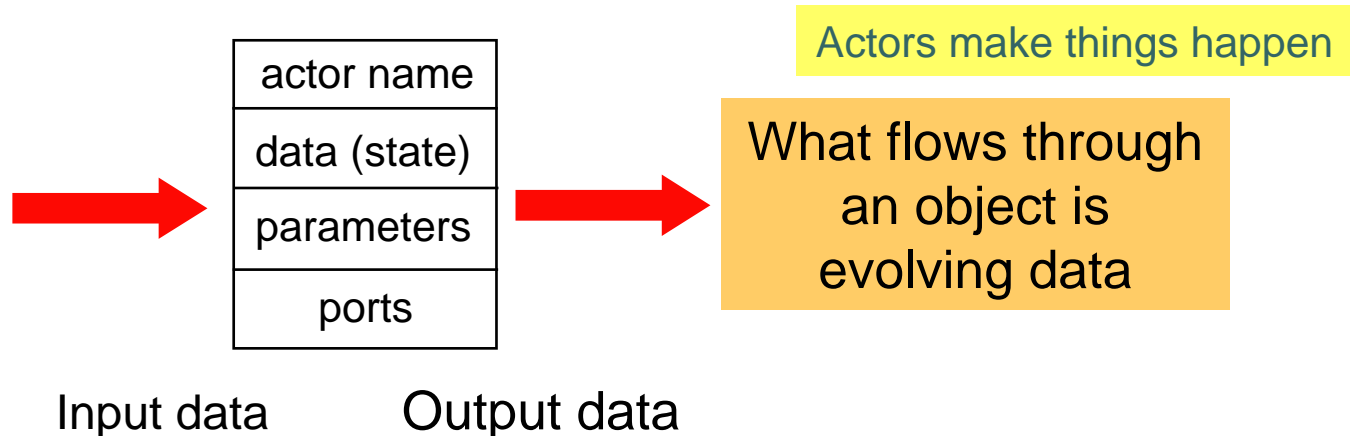 Actors make things happen
actor name
data (state)
parameters
ports
What flows through
an object is
evolving data
Input data
Output data